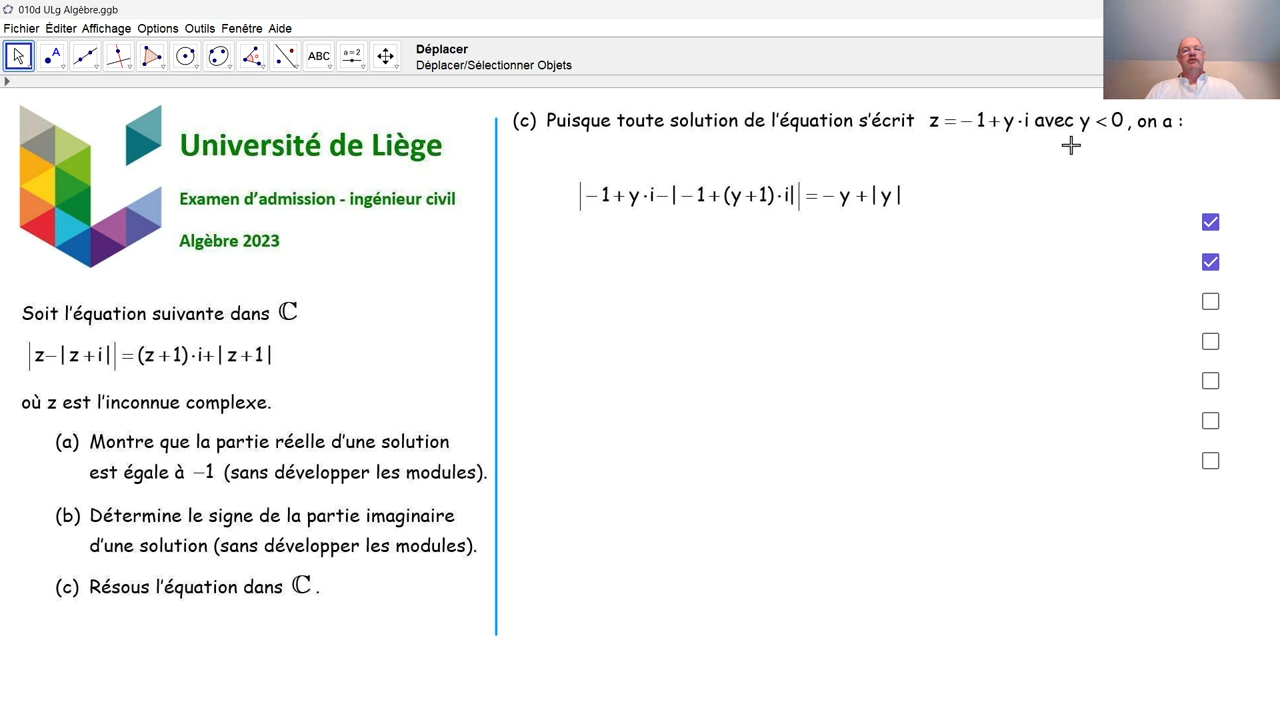 010d ULg Algèbre.ggb
Fichier Éditer Affichage Options Outils Fenêtre Aide
A
ABC
a=2
Déplacer
Déplacer/Sélectionner Objets
Université de Liège
Examen d'admission - ingénieur civil
Algèbre 2023
Soit l'équation suivante dans ℂ
|z-|z+i||=(z+1)·i+|z+1|
où z est l'inconnue complexe.
(a) Montre que la partie réelle d'une solution
est égale à -1 (sans développer les modules).
(b) Détermine le signe de la partie imaginaire
d'une solution (sans développer les modules).
(c) Résous l'équation dans ℂ.
(c) Puisque toute solution de l'équation s'écrit z=-1+y·i avec y<0, on a :
|-1+y·i-|-1+(y+1)·i||=-y+|y|